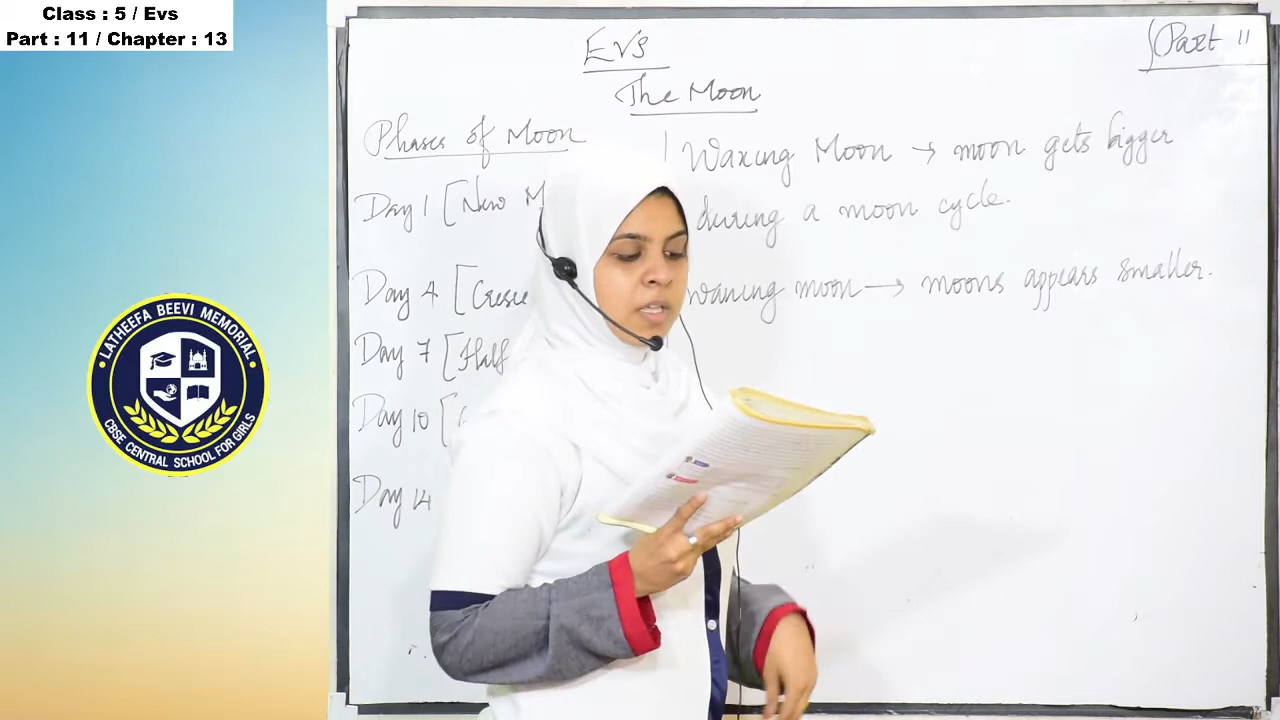 Class : 5 / Evs
Part : 11 / Chapter : 13
EVS
Part 11
The Moon
Phases of Moon
Waxing Moon → moon gets bigger
during a moon cycle.
Day 1 [New M
waning moon → moons appears smaller.
Day 4 [Cresce
Day 7 [Half
Day 10 [
Day 14
LATHEEFA BEEVI MEMORIAL
CBSE CENTRAL SCHOOL FOR GIRLS